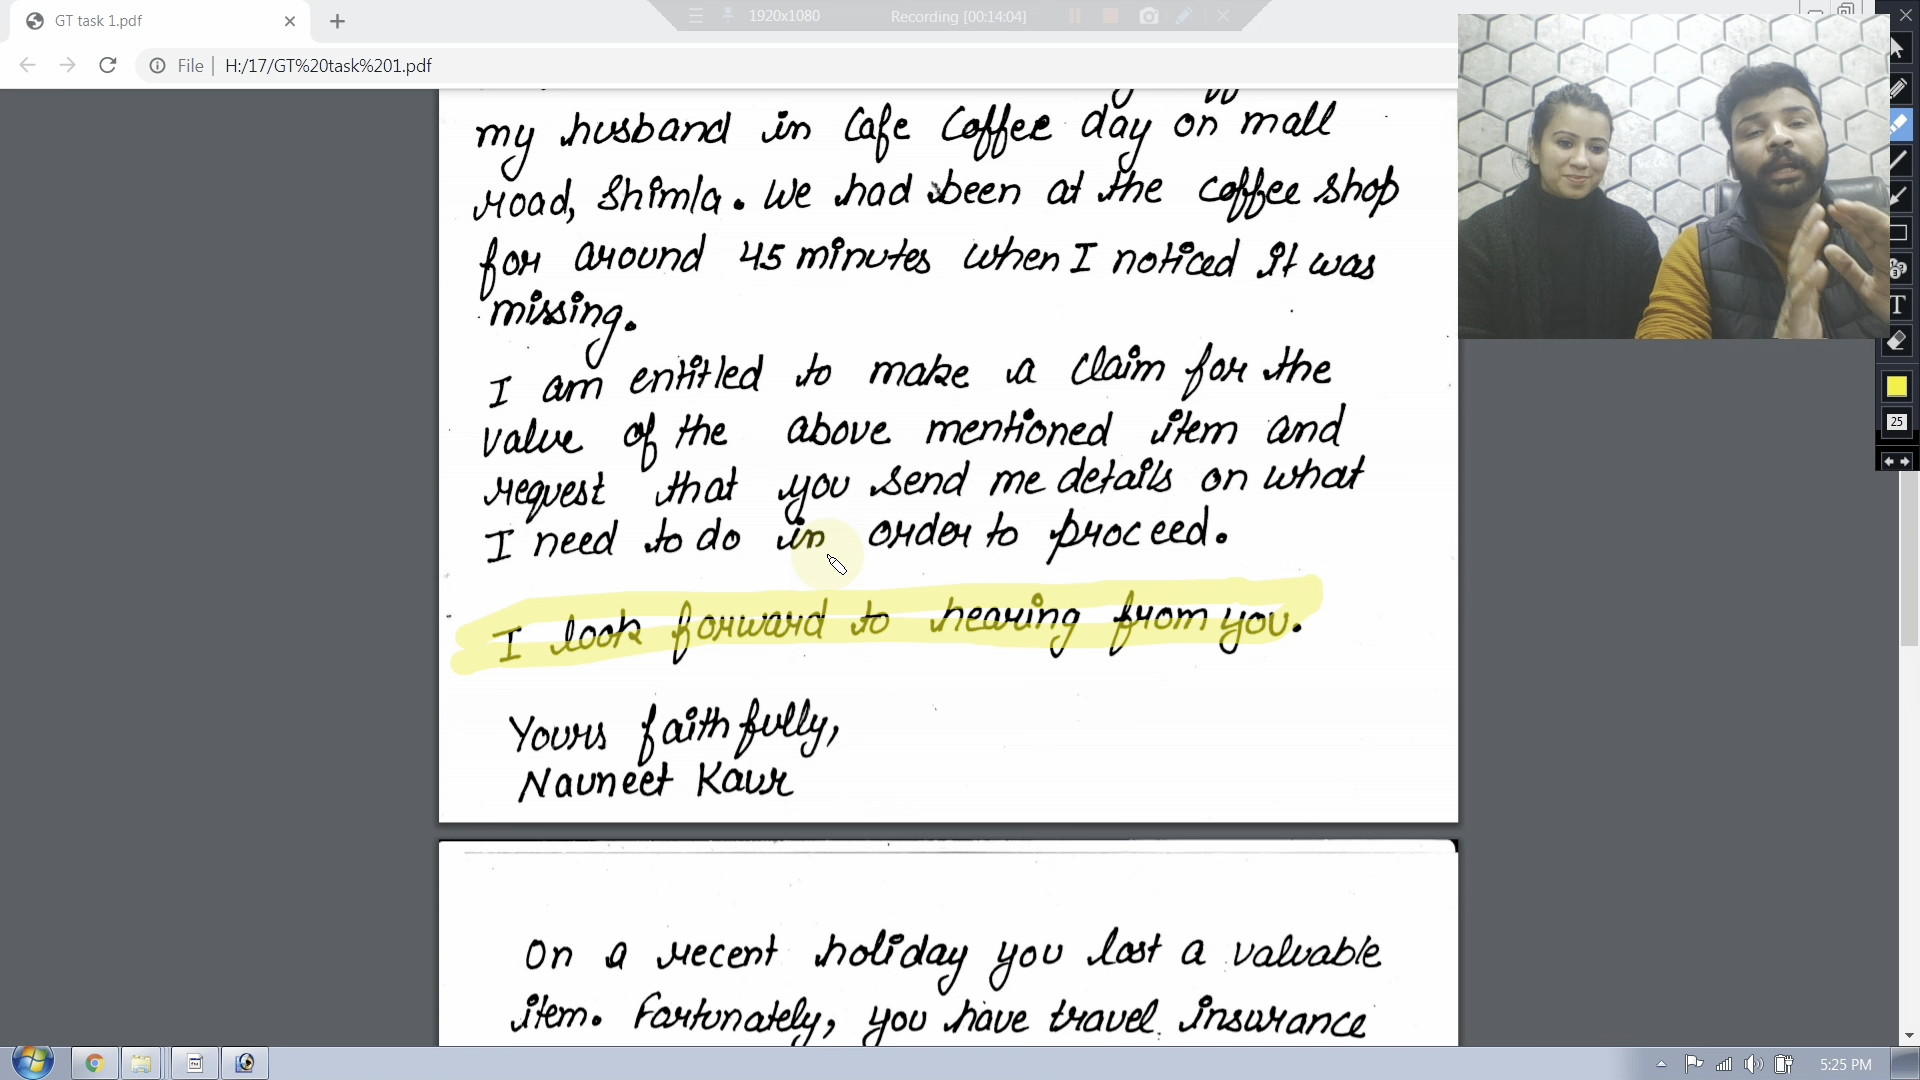 GT task 1.pdf
1920x1080
Recording [00:14:04]
File | H:/17/GT%20task%201.pdf
my husband in Cafe Coffee day on mall
road, Shimla. We had been at the coffee shop
for around 45 minutes when I noticed it was
missing.
I am entitled to make a claim for the
value of the above mentioned item and
request that you send me details on what
I need to do in order to proceed.
I look forward to hearing from you.
Yours faithfully,
Navneet Kaur
On a recent holiday you lost a valuable
item. Fortunately, you have travel insurance
T
25
5:25 PM